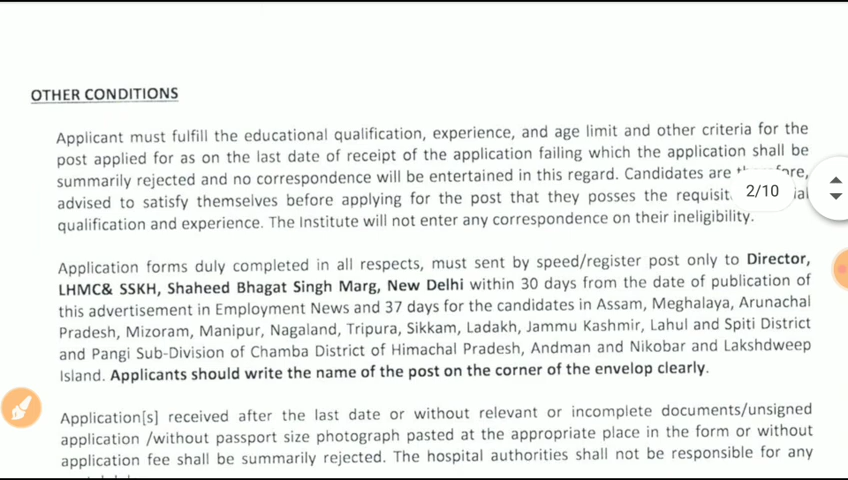 OTHER CONDITIONS
Applicant must fulfill the educational qualification, experience, and age limit and other criteria for the
post applied for as on the last date of receipt of the application failing which the application shall be
summarily rejected and no correspondence will be entertained in this regard. Candidates are
advised to satisfy themselves before applying for the post that they posses the
2/10
qualification and experience. The Institute will not enter any correspondence on their ineligibility.
Application forms duly completed in all respects, must sent by speed/register post only to Director,
LHMC& SSKH, Shaheed Bhagat Singh Marg, New Delhi within 30 days from the date of publication of
this advertisement in Employment News and 37 days for the candidates in Assam, Meghalaya, Arunachal
Pradesh, Mizoram, Manipur, Nagaland, Tripura, Sikkam, Ladakh, Jammu Kashmir, Lahul and Spiti District
and Pangi Sub-Division of Chamba District of Himachal Pradesh, Andman and Nikobar and Lakshdweep
Island. Applicants should write the name of the post on the corner of the envelop clearly.
Application[s] received after the last date or without relevant or incomplete documents/unsigned
application /without passport size photograph pasted at the appropriate place in the form or without
application fee shall be summarily rejected. The hospital authorities shall not be responsible for any